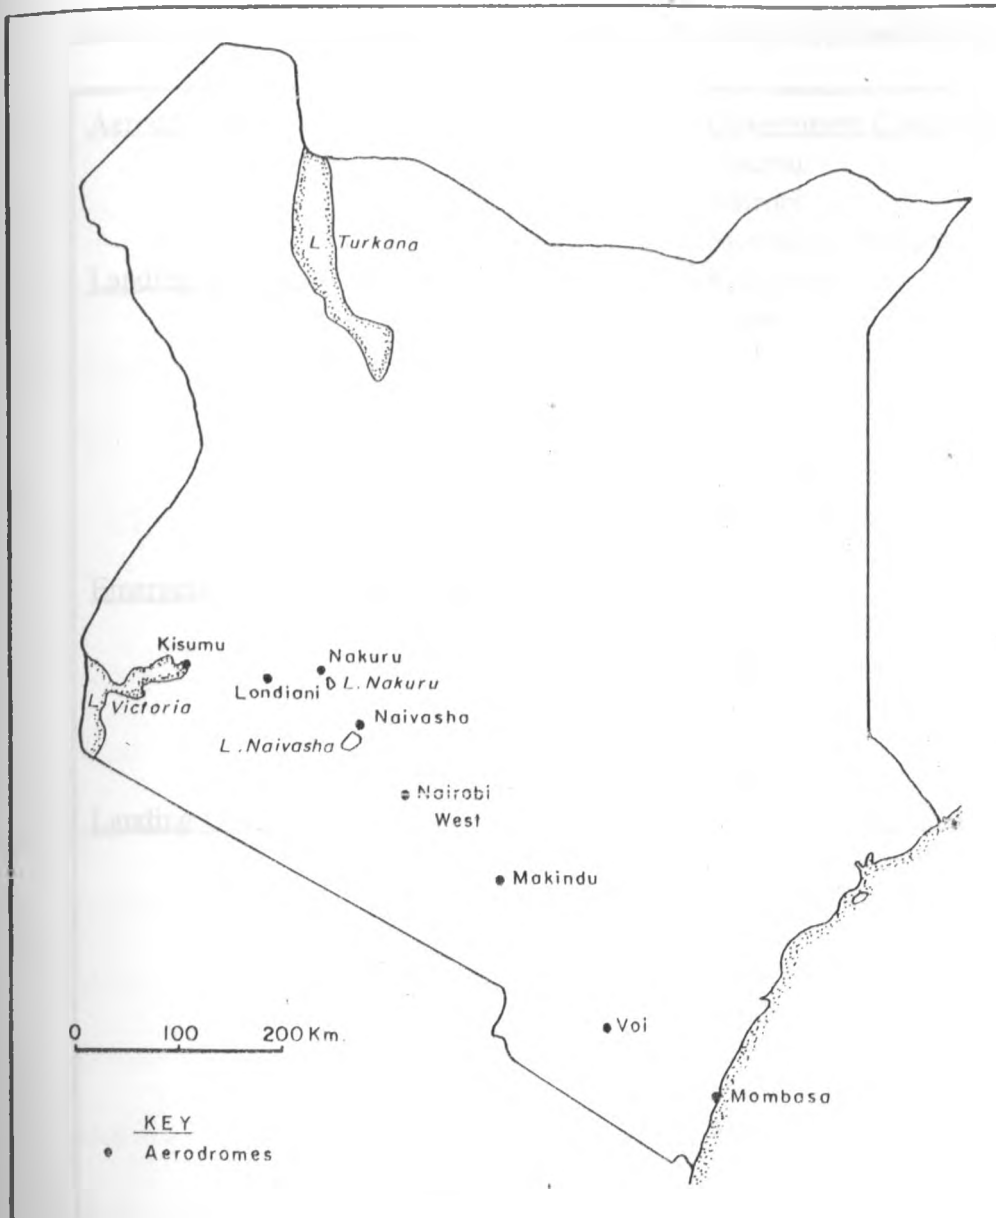 L. Turkana
Kisumu
Nakuru
Londiani
L. Nakuru
L. Victoria
Naivasha
L. Naivasha
Nairobi
West
Makindu
Voi
0 100 200 Km.
Mombasa
KEY
Aerodromes